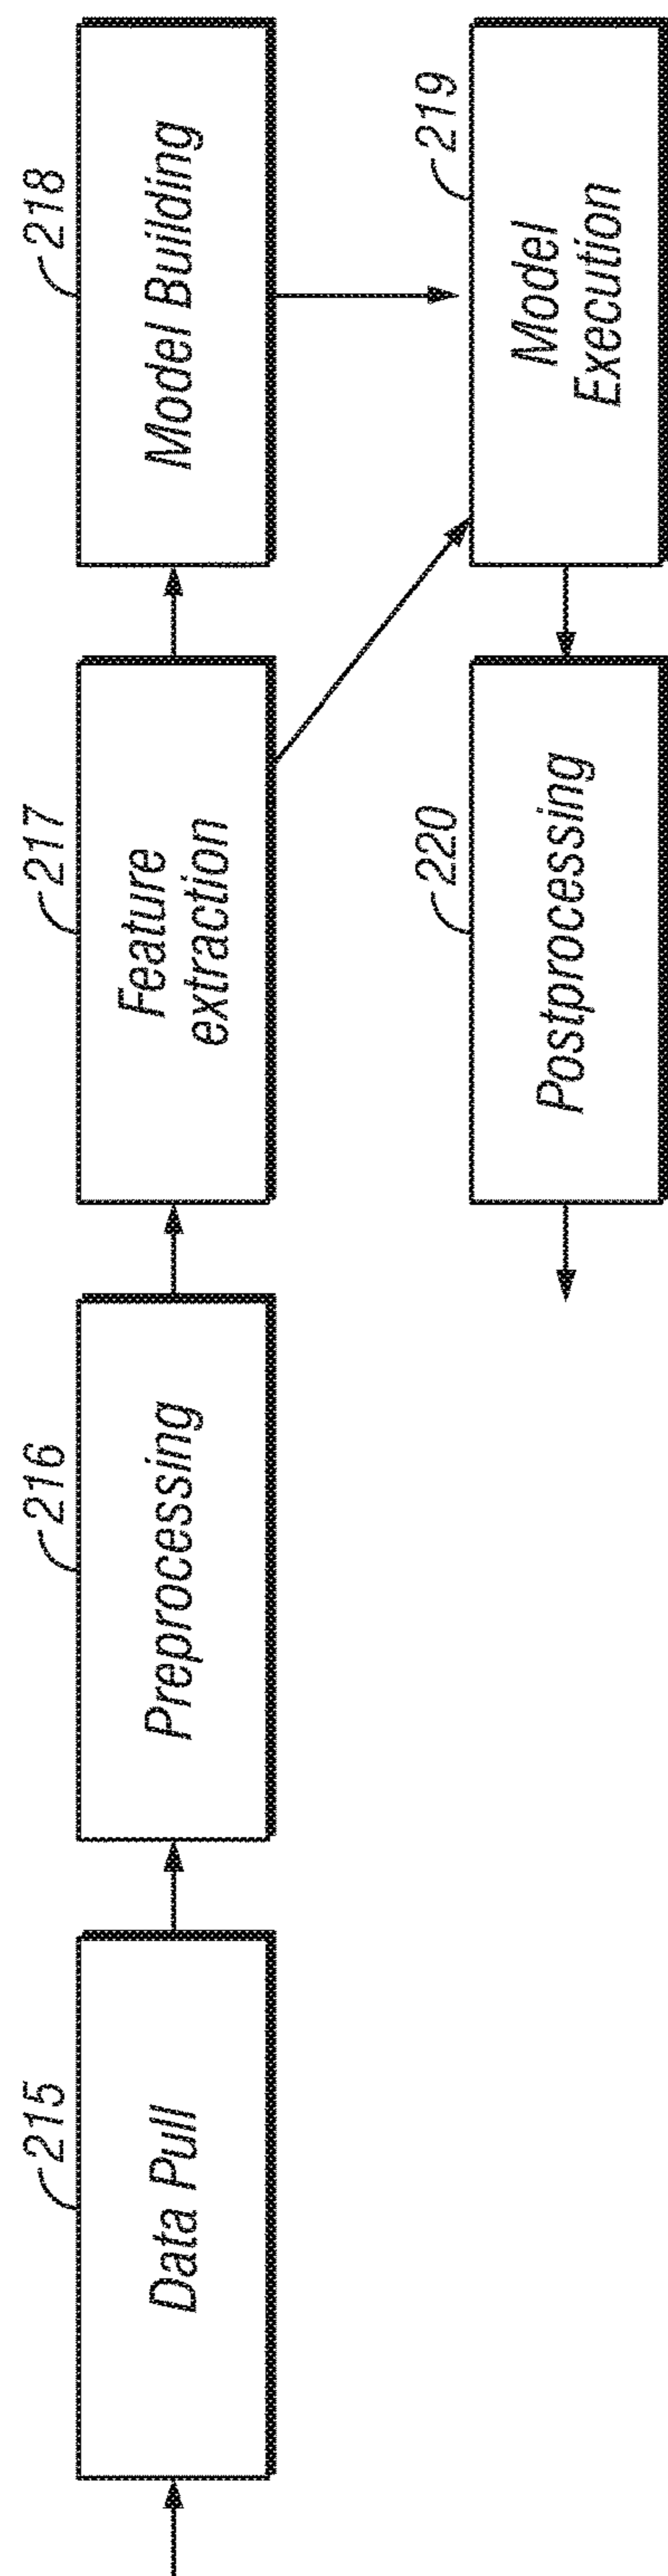 215
Data Pull
216
Preprocessing
217
Feature
extraction
218
Model Building
219
Model
Execution
220
Postprocessing